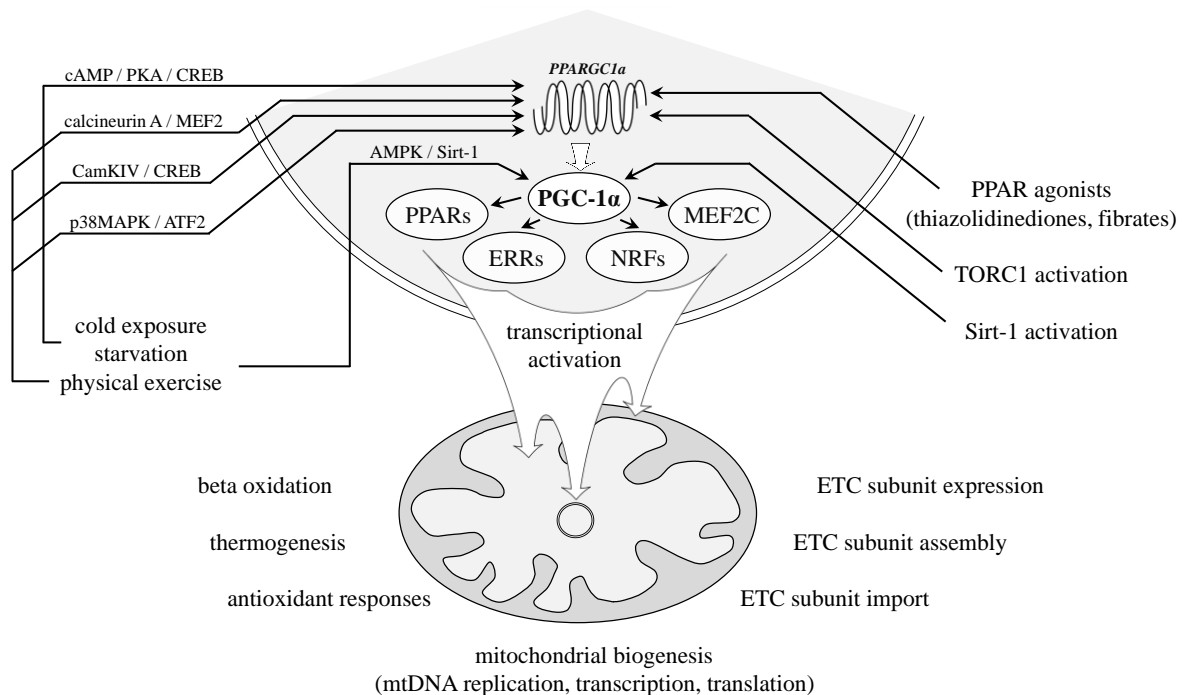 PPARGC1a
cAMP / PKA / CREB
calcineurin A / MEF2
CamKIV / CREB
p38MAPK / ATF2
AMPK / Sirt-1
PGC-1α
PPARs
MEF2C
ERRs
NRFs
PPAR agonists
(thiazolidinediones, fibrates)
TORC1 activation
Sirt-1 activation
cold exposure
starvation
physical exercise
transcriptional
activation
beta oxidation
thermogenesis
antioxidant responses
ETC subunit expression
ETC subunit assembly
ETC subunit import
mitochondrial biogenesis
(mtDNA replication, transcription, translation)